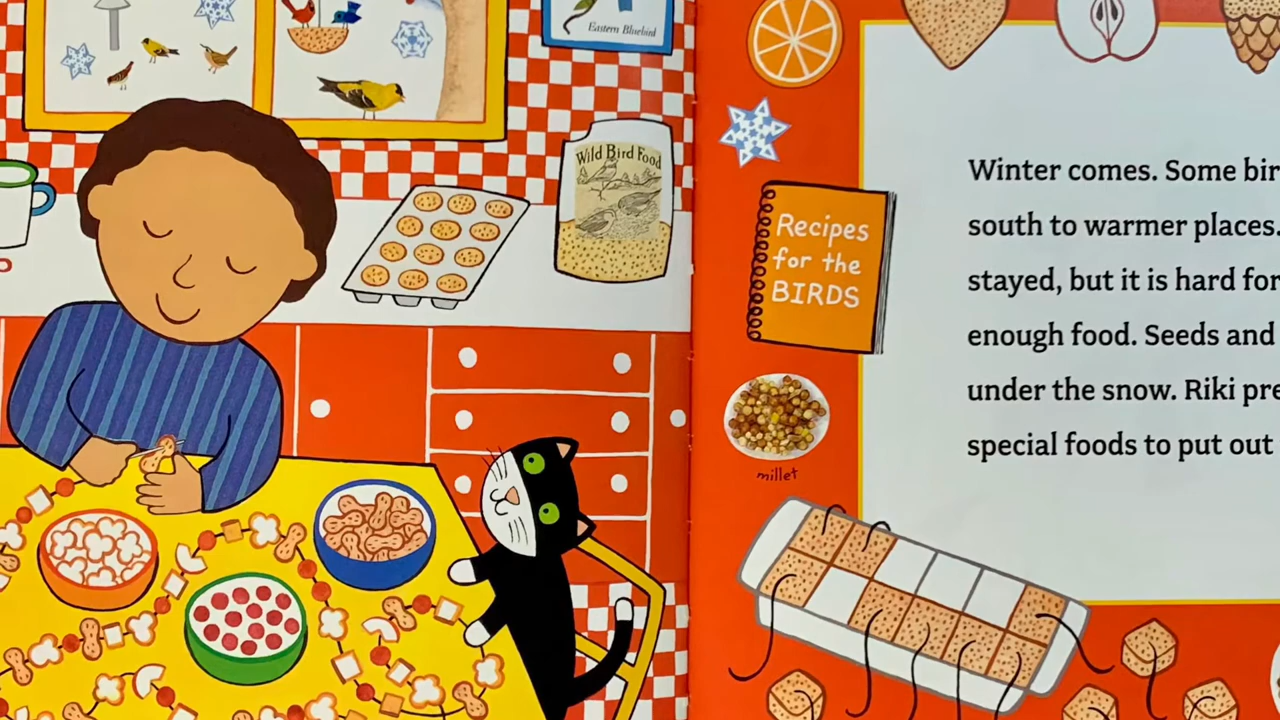 Eastern Bluebird
Wild Bird Food
Recipes
for the
BIRDS
millet
Winter comes. Some bir
south to warmer places.
stayed, but it is hard for
enough food. Seeds and
under the snow. Riki pre
special foods to put out